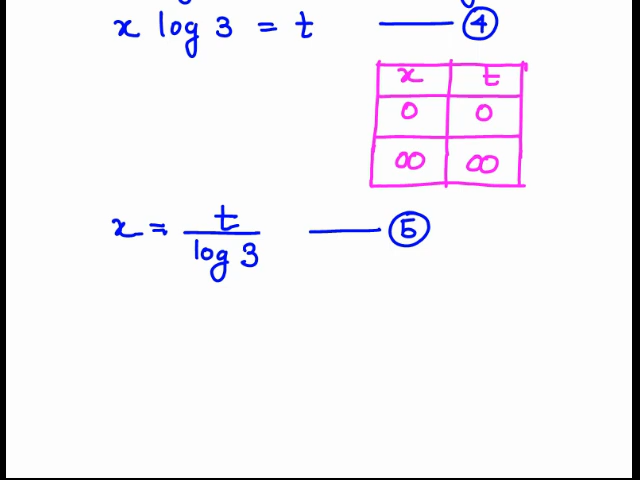 x log 3 = t ——— ④
x t
0 0
∞ ∞
x = t / log 3 ——— ⑤